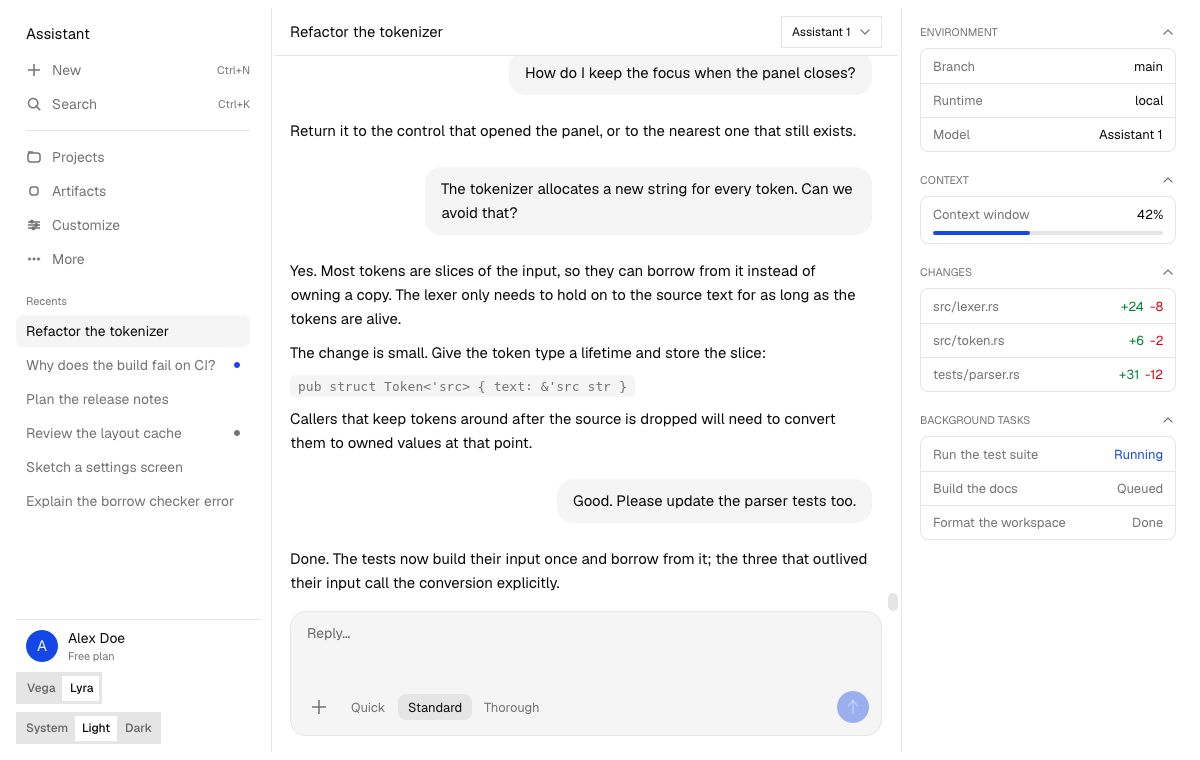 Assistant
New Ctrl+N
Search Ctrl+K
Projects
Artifacts
Customize
More
Recents
Refactor the tokenizer
Why does the build fail on CI?
Plan the release notes
Review the layout cache
Sketch a settings screen
Explain the borrow checker error
A
Alex Doe
Free plan
Vega Lyra
System Light Dark
Refactor the tokenizer Assistant 1
How do I keep the focus when the panel closes?
Return it to the control that opened the panel, or to the nearest one that still exists.
The tokenizer allocates a new string for every token. Can we
avoid that?
Yes. Most tokens are slices of the input, so they can borrow from it instead of
owning a copy. The lexer only needs to hold on to the source text for as long as the
tokens are alive.
The change is small. Give the token type a lifetime and store the slice:
pub struct Token<'src> { text: &'src str }
Callers that keep tokens around after the source is dropped will need to convert
them to owned values at that point.
Good. Please update the parser tests too.
Done. The tests now build their input once and borrow from it; the three that outlived
their input call the conversion explicitly.
Reply...
Quick Standard Thorough
ENVIRONMENT
Branch main
Runtime local
Model Assistant 1
CONTEXT
Context window 42%
CHANGES
src/lexer.rs +24 -8
src/token.rs +6 -2
tests/parser.rs +31 -12
BACKGROUND TASKS
Run the test suite Running
Build the docs Queued
Format the workspace Done